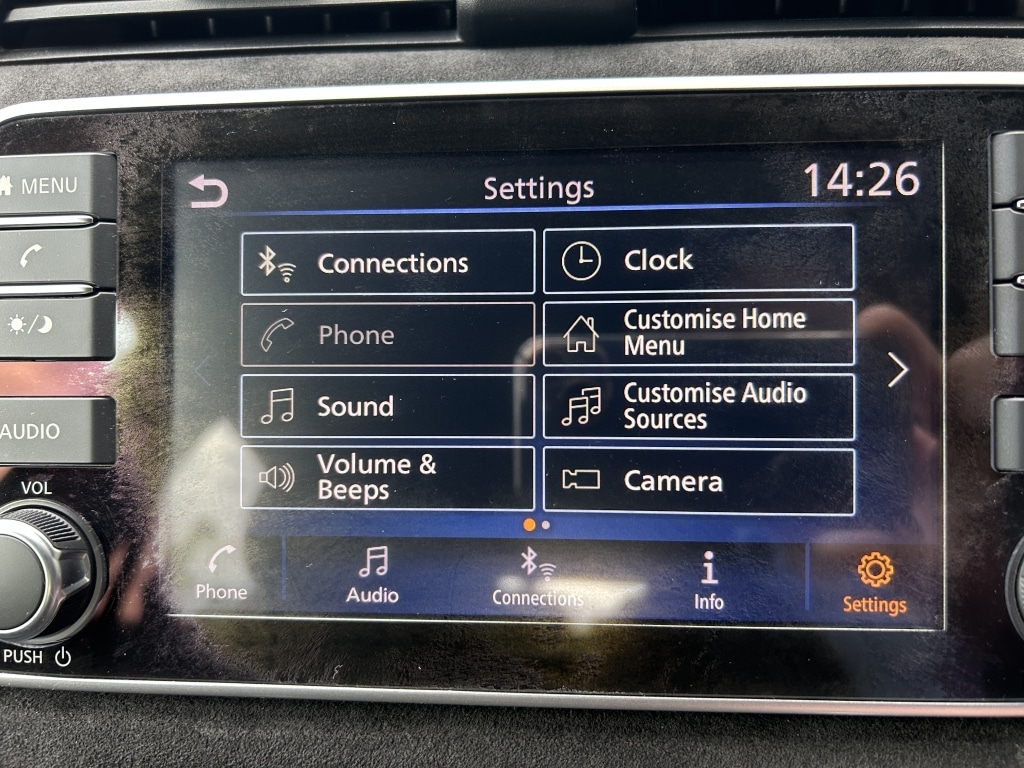 MENU
Settings
14:26
Connections
Clock
Phone
Customise Home
Menu
Sound
Customise Audio
Sources
AUDIO
Volume &
Beeps
Camera
VOL
Phone
Audio
Connections
Info
Settings
PUSH